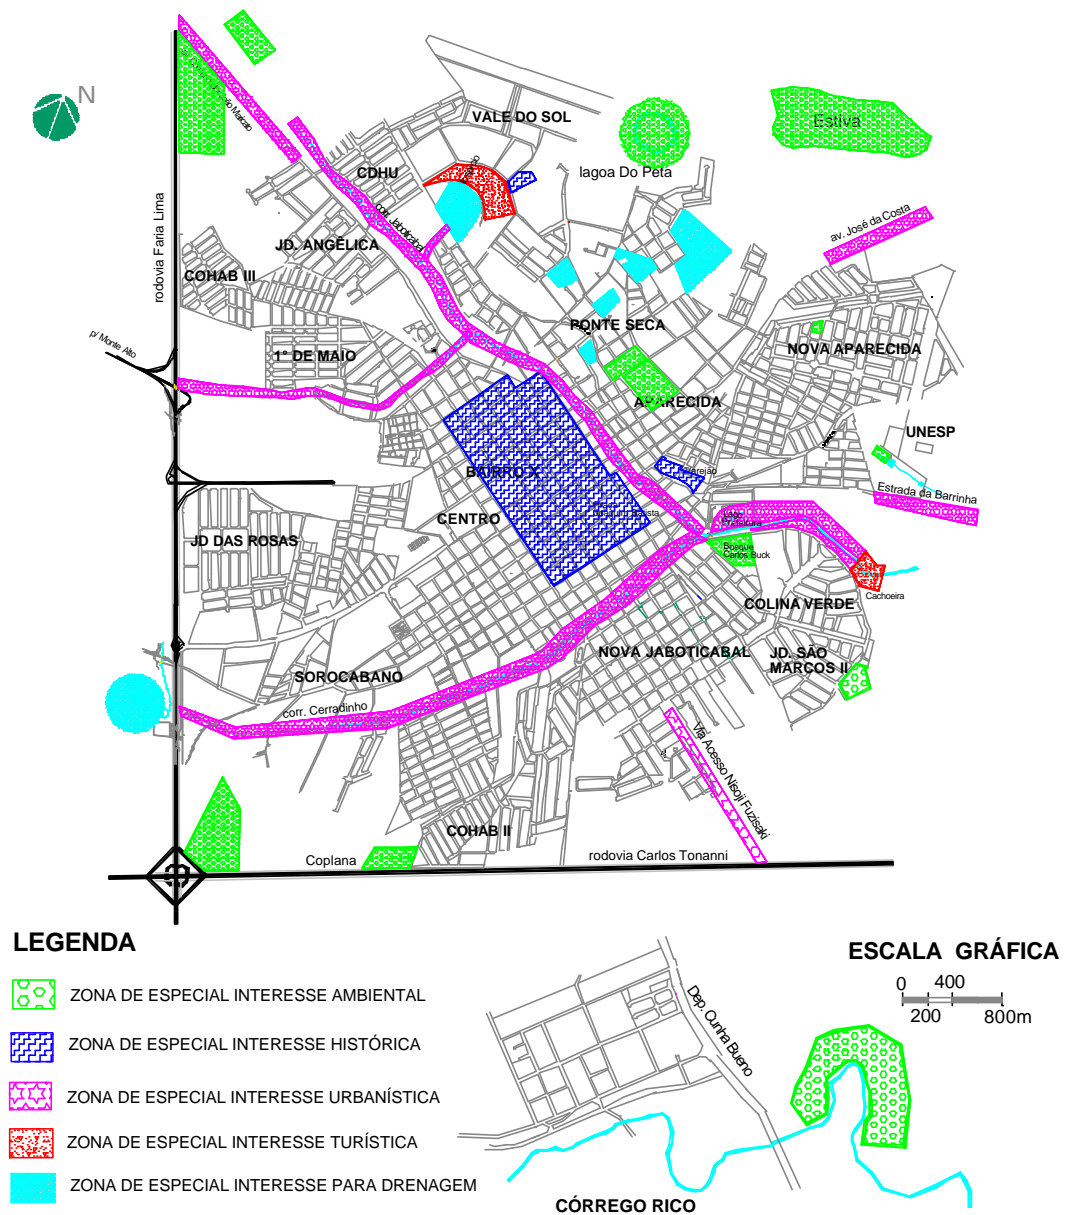 N
VALE DO SOL
Estiva
CDHU
lagoa Do Peta
rodovia Faria Lima
corr. Jaboticabal
av. José da Costa
JD. ANGÉLICA
COHAB III
PONTE SECA
p/ Monte Alto
1° DE MAIO
NOVA APARECIDA
APARECIDA
UNESP
BAIRRO X
Varejão
Estrada da Barrinha
CENTRO
Lago
Prefeitura
JD DAS ROSAS
Bosque
Carlos Buck
Cachoeira
COLINA VERDE
NOVA JABOTICABAL
JD. SÃO
MARCOS II
SOROCABANO
corr. Cerradinho
Via Acesso Nisoji Fuzisaki
COHAB II
Coplana
rodovia Carlos Tonanni
LEGENDA
ZONA DE ESPECIAL INTERESSE AMBIENTAL
ZONA DE ESPECIAL INTERESSE HISTÓRICA
ZONA DE ESPECIAL INTERESSE URBANÍSTICA
ZONA DE ESPECIAL INTERESSE TURÍSTICA
ZONA DE ESPECIAL INTERESSE PARA DRENAGEM
ESCALA GRÁFICA
0 400
200 800m
Dep. Cunha Bueno
CÓRREGO RICO